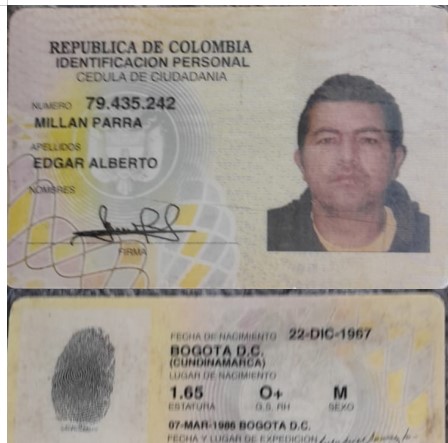 REPUBLICA DE COLOMBIA
IDENTIFICACION PERSONAL
CEDULA DE CIUDADANIA
NUMERO 79.435.242
MILLAN PARRA
APELLIDOS
EDGAR ALBERTO
NOMBRES
FIRMA
FECHA DE NACIMIENTO 22-DIC-1967
BOGOTA D.C.
(CUNDINAMARCA)
LUGAR DE NACIMIENTO
1.65 O+ M
ESTATURA G.S. RH SEXO
07-MAR-1986 BOGOTA D.C.
FECHA Y LUGAR DE EXPEDICION